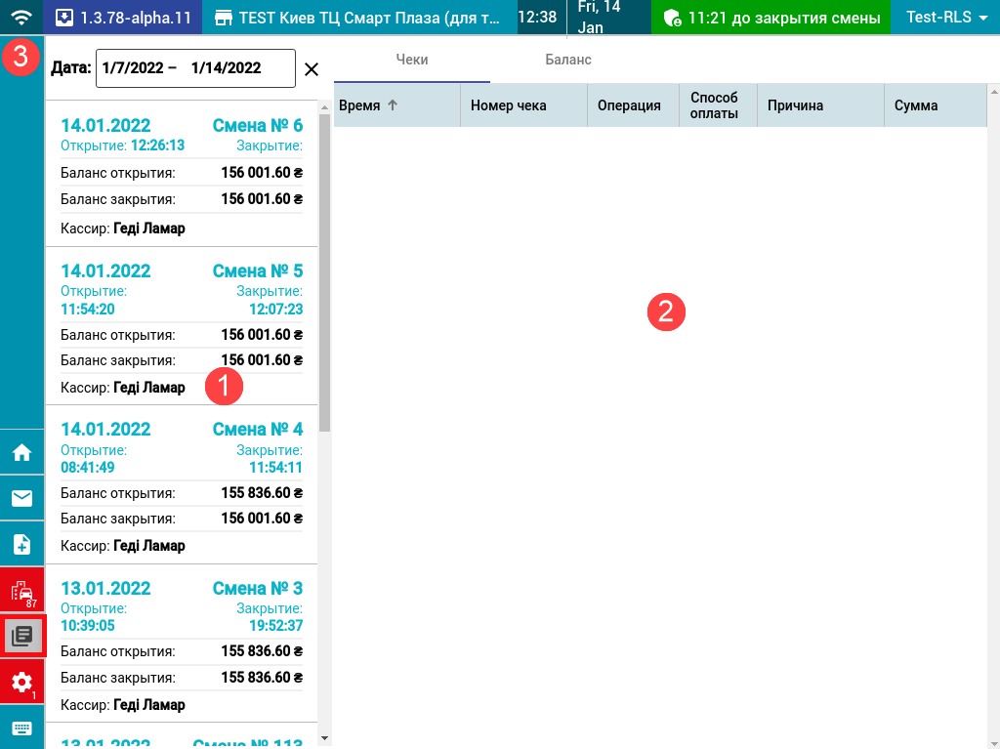 1.3.78-alpha.11
TEST Киев ТЦ Смарт Плаза (для т...
12:38
Fri, 14
Jan
11:21 до закрытия смены
Test-RLS
3
Дата: 1/7/2022 – 1/14/2022
Чеки
Баланс
Время
Номер чека
Операция
Способ
оплаты
Причина
Сумма
14.01.2022 Смена № 6
Открытие: 12:26:13 Закрытие:
Баланс открытия: 156 001.60 ₴
Баланс закрытия: 156 001.60 ₴
Кассир: Геді Ламар
14.01.2022 Смена № 5
Открытие: Закрытие:
11:54:20 12:07:23
Баланс открытия: 156 001.60 ₴
Баланс закрытия: 156 001.60 ₴
Кассир: Геді Ламар
1
2
14.01.2022 Смена № 4
Открытие: Закрытие:
08:41:49 11:54:11
Баланс открытия: 155 836.60 ₴
Баланс закрытия: 156 001.60 ₴
Кассир: Геді Ламар
13.01.2022 Смена № 3
Открытие: Закрытие:
10:39:05 19:52:37
Баланс открытия: 155 836.60 ₴
Баланс закрытия: 155 836.60 ₴
Кассир: Геді Ламар
13.01.2022 Смена № 113
87
1